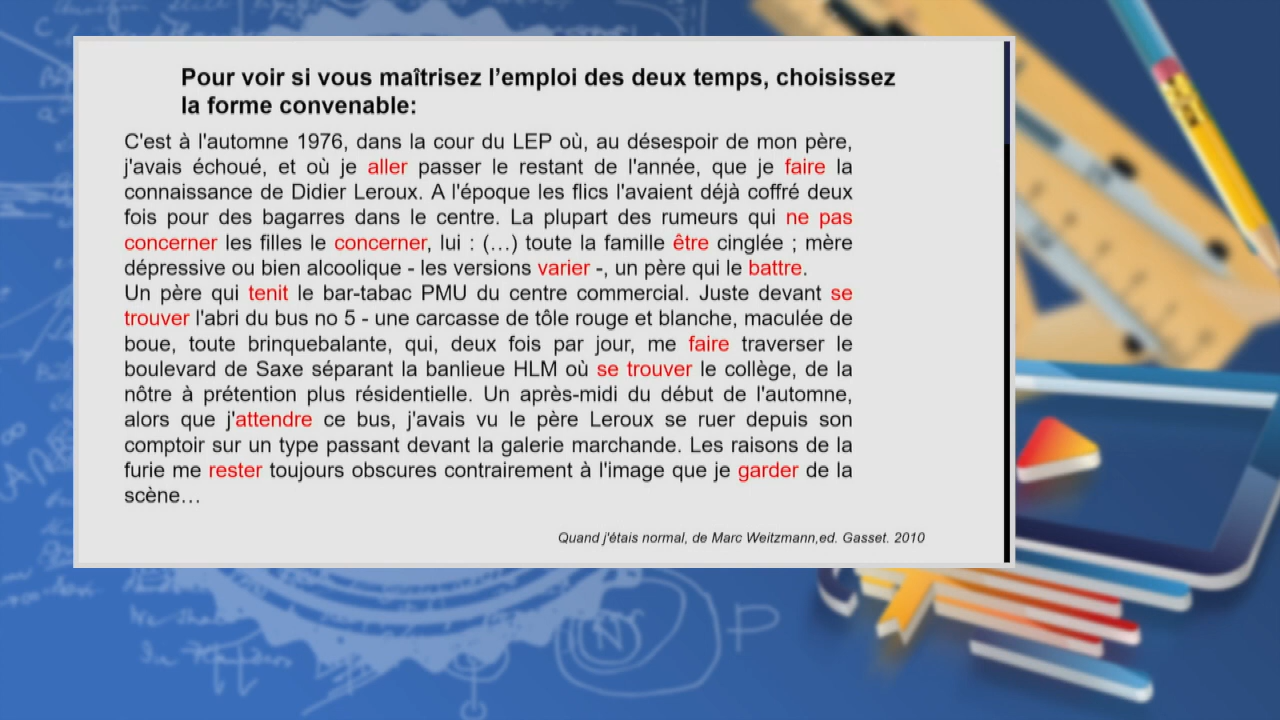 Pour voir si vous maîtrisez l’emploi des deux temps, choisissez
la forme convenable:
C'est à l'automne 1976, dans la cour du LEP où, au désespoir de mon père,
j'avais échoué, et où je aller passer le restant de l'année, que je faire la
connaissance de Didier Leroux. A l'époque les flics l'avaient déjà coffré deux
fois pour des bagarres dans le centre. La plupart des rumeurs qui ne pas
concerner les filles le concerner, lui : (…) toute la famille être cinglée ; mère
dépressive ou bien alcoolique - les versions varier -, un père qui le battre.
Un père qui tenit le bar-tabac PMU du centre commercial. Juste devant se
trouver l'abri du bus no 5 - une carcasse de tôle rouge et blanche, maculée de
boue, toute brinquebalante, qui, deux fois par jour, me faire traverser le
boulevard de Saxe séparant la banlieue HLM où se trouver le collège, de la
nôtre à prétention plus résidentielle. Un après-midi du début de l'automne,
alors que j'attendre ce bus, j'avais vu le père Leroux se ruer depuis son
comptoir sur un type passant devant la galerie marchande. Les raisons de la
furie me rester toujours obscures contrairement à l'image que je garder de la
scène…
Quand j'étais normal, de Marc Weitzmann,ed. Gasset. 2010